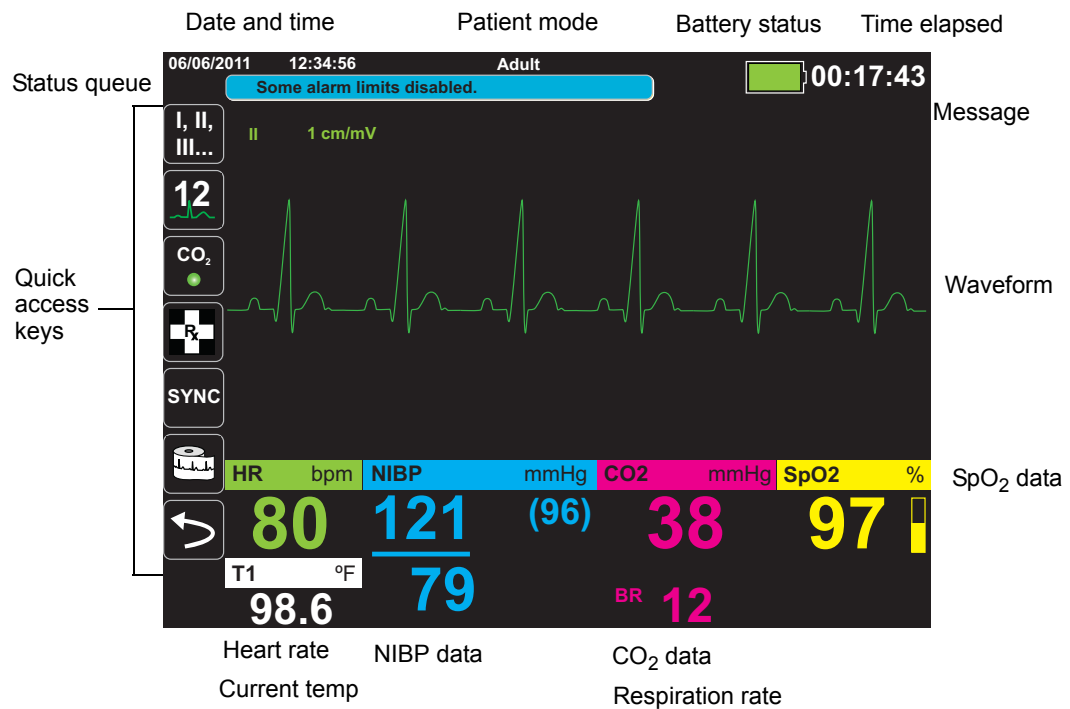 Date and time Patient mode Battery status Time elapsed
06/06/2011 12:34:56 Adult 00:17:43
Status queue
Some alarm limits disabled.
Message
I, II,
III...
II 1 cm/mV
12
CO₂
Quick
access
keys
Waveform
Rx
SYNC
HR bpm NIBP mmHg CO2 mmHg SpO2 %
SpO₂ data
80 121 (96) 38 97
T1 ºF
79
98.6
BR 12
Heart rate NIBP data CO₂ data
Current temp Respiration rate